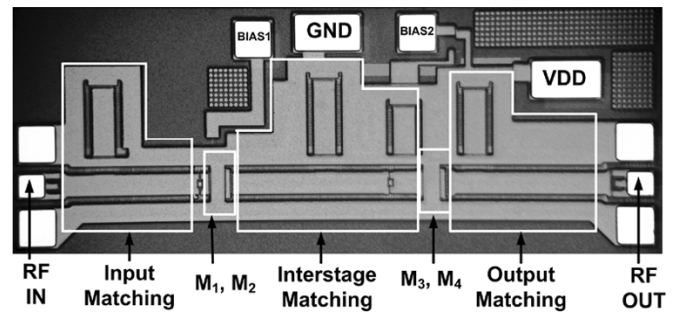 BIAS1
GND
BIAS2
VDD
RF
IN
Input
Matching
M1, M2
Interstage
Matching
M3, M4
Output
Matching
RF
OUT